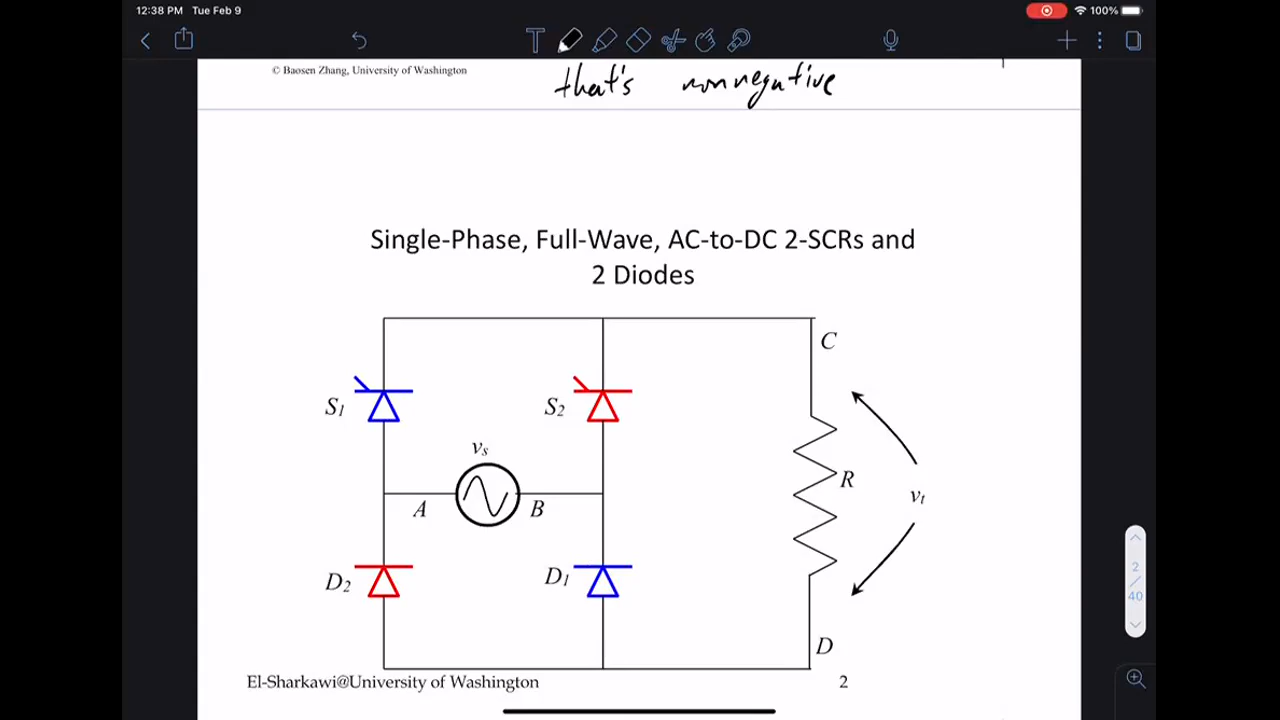 12:38 PM Tue Feb 9
100%
T
© Baosen Zhang, University of Washington
that's nonnegative
Single-Phase, Full-Wave, AC-to-DC 2-SCRs and
2 Diodes
C
S1
S2
vs
R
vt
A
B
D2
D1
2
/
40
D
El-Sharkawi@University of Washington
2